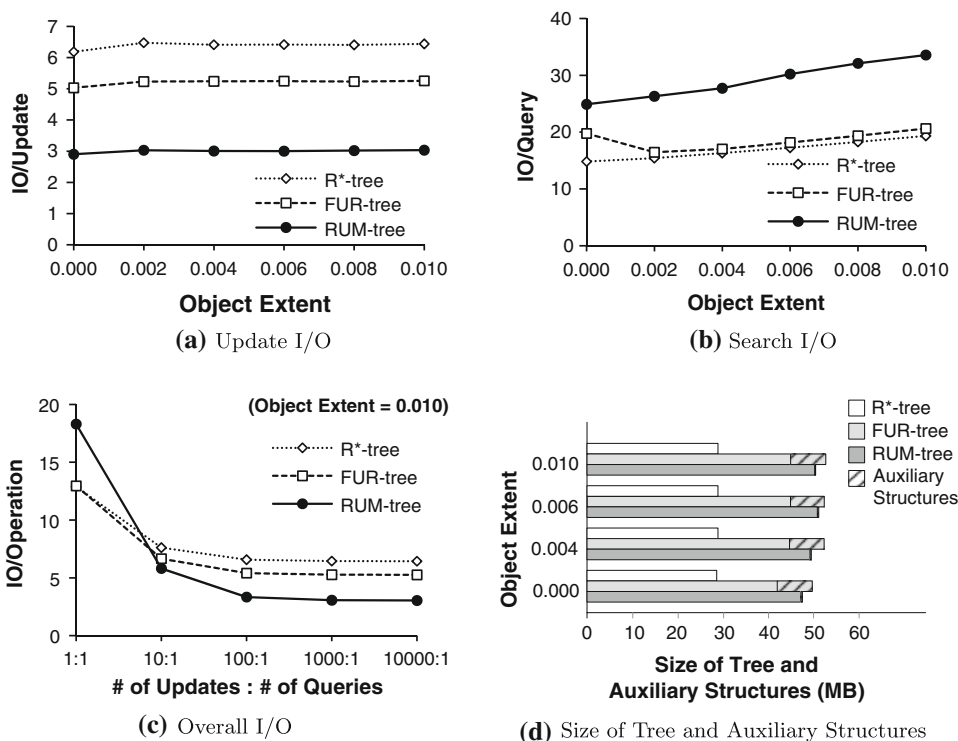 7
6
5
4
3
2
1
0
IO/Update
R*-tree
FUR-tree
RUM-tree
0.000 0.002 0.004 0.006 0.008 0.010
Object Extent
(a) Update I/O
40
30
20
10
0
IO/Query
R*-tree
FUR-tree
RUM-tree
0.000 0.002 0.004 0.006 0.008 0.010
Object Extent
(b) Search I/O
20
15
10
5
0
IO/Operation
(Object Extent = 0.010)
R*-tree
FUR-tree
RUM-tree
1:1 10:1 100:1 1000:1 10000:1
# of Updates : # of Queries
(c) Overall I/O
R*-tree
FUR-tree
RUM-tree
Auxiliary
Structures
Object Extent
0.010
0.006
0.004
0.000
0 10 20 30 40 50 60
Size of Tree and
Auxiliary Structures (MB)
(d) Size of Tree and Auxiliary Structures